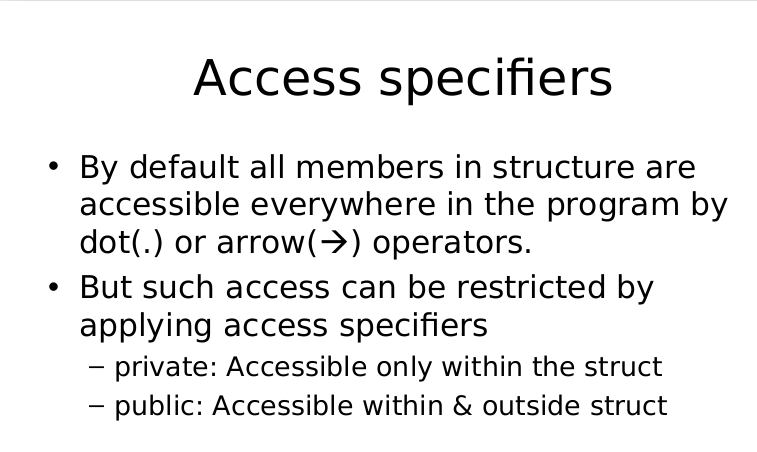 Access specifiers
• By default all members in structure are
accessible everywhere in the program by
dot(.) or arrow(→) operators.
• But such access can be restricted by
applying access specifiers
– private: Accessible only within the struct
– public: Accessible within & outside struct